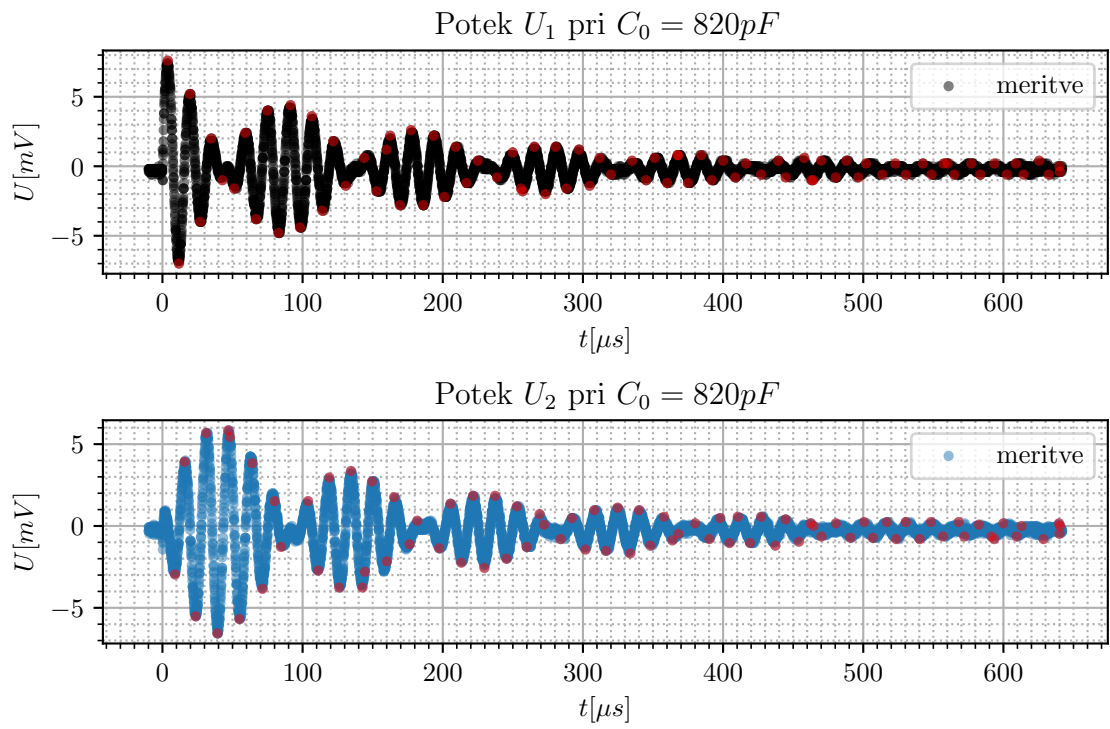 Potek U₁ pri C₀ = 820pF
U[mV]
5
0
−5
meritve
0 100 200 300 400 500 600
t[μs]
Potek U₂ pri C₀ = 820pF
U[mV]
5
0
−5
meritve
0 100 200 300 400 500 600
t[μs]